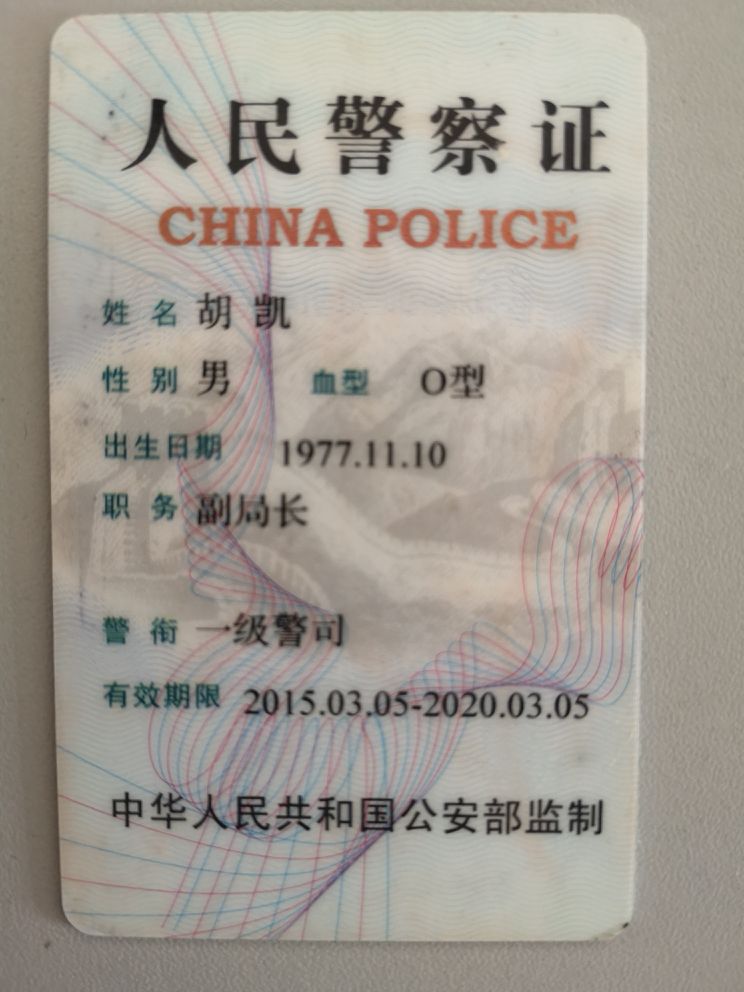 人民警察证
CHINA POLICE
姓 名 胡 凯
性 别 男 血型 O型
出生日期 1977.11.10
职 务 副局长
警 衔 一级警司
有效期限 2015.03.05-2020.03.05
中华人民共和国公安部监制